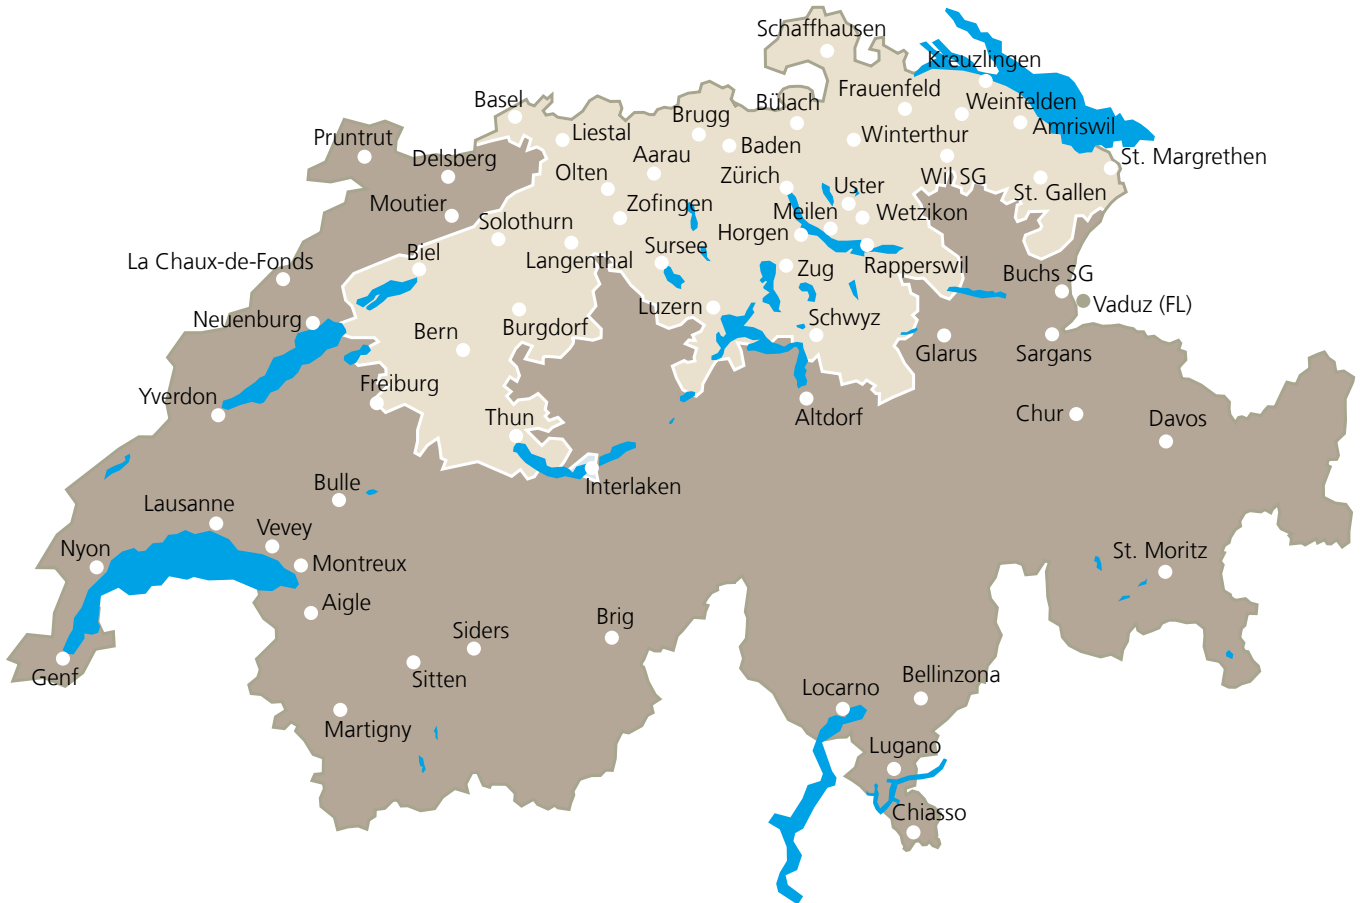 Schaffhausen
Kreuzlingen
Frauenfeld
Basel
Bülach
Weinfelden
Brugg
Amriswil
Pruntrut
Liestal
Winterthur
Baden
Delsberg
Aarau
St. Margrethen
Olten
Zürich
Wil SG
Uster
St. Gallen
Moutier
Zofingen
Solothurn
Meilen
Wetzikon
Horgen
Biel
Sursee
La Chaux-de-Fonds
Langenthal
Zug
Rapperswil
Buchs SG
Vaduz (FL)
Luzern
Neuenburg
Burgdorf
Schwyz
Bern
Glarus
Sargans
Freiburg
Yverdon
Thun
Altdorf
Chur
Davos
Bulle
Interlaken
Lausanne
Vevey
Nyon
Montreux
St. Moritz
Aigle
Brig
Siders
Genf
Sitten
Bellinzona
Locarno
Martigny
Lugano
Chiasso